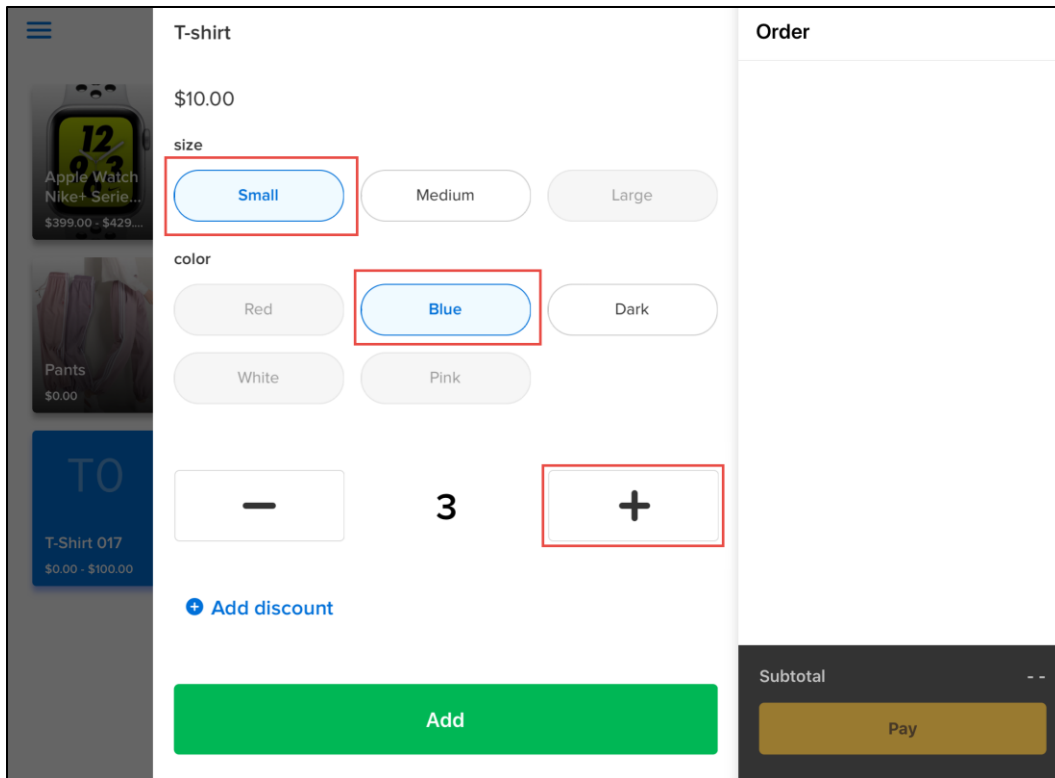 T-shirt
$10.00
size
Small
Medium
Large
color
Red
Blue
Dark
White
Pink
3
Add discount
Add
Order
Subtotal
- -
Pay
12
Apple Watch
Nike+ Serie...
$399.00 - $429....
Pants
$0.00
T0
T-Shirt 017
$0.00 - $100.00